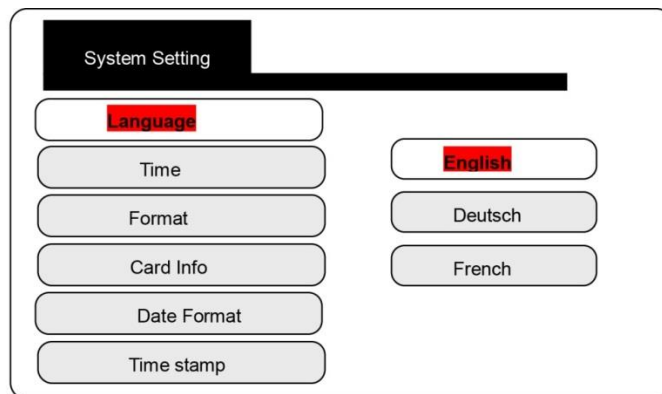 System Setting
Language
Time
Format
Card Info
Date Format
Time stamp
English
Deutsch
French